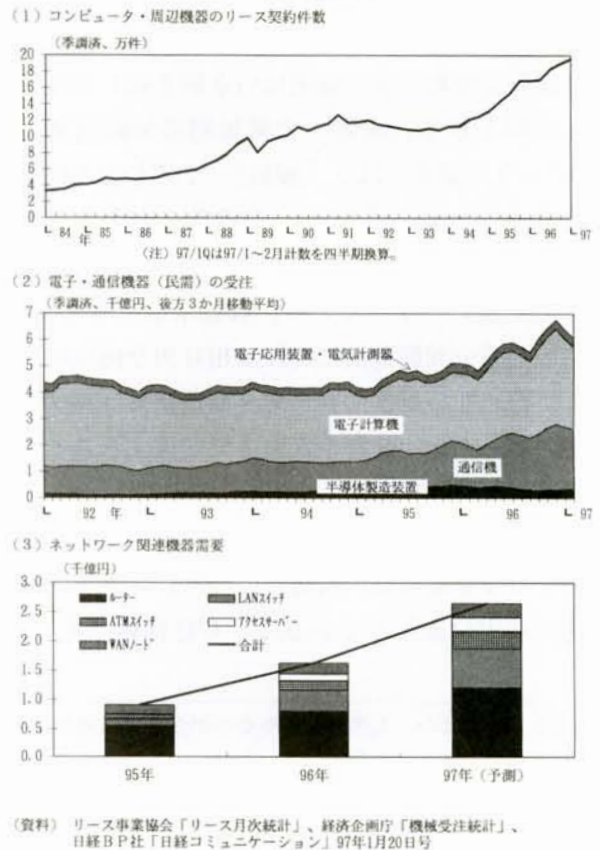 (1) コンピュータ・周辺機器のリース契約件数
(季調済、万件)
20
18
16
14
12
10
8
6
4
2
0
84 85 86 87 88 89 90 91 92 93 94 95 96 97
年
(注) 97/1Qは97/1～2月計数を四半期換算。
(2) 電子・通信機器(民需)の受注
(季調済、千億円、後方3か月移動平均)
7
6
5
4
3
2
1
0
電子応用装置・電気計測器
電子計算機
通信機
半導体製造装置
92 年 93 94 95 96 97
(3) ネットワーク関連機器需要
(千億円)
3.0
2.5
2.0
1.5
1.0
0.5
0.0
ルーター LANスイッチ
ATMスイッチ アクセスサーバー
WANノード 合計
95年 96年 97年(予測)
(資料) リース事業協会「リース月次統計」、経済企画庁「機械受注統計」、
日経BP社「日経コミュニケーション」97年1月20日号